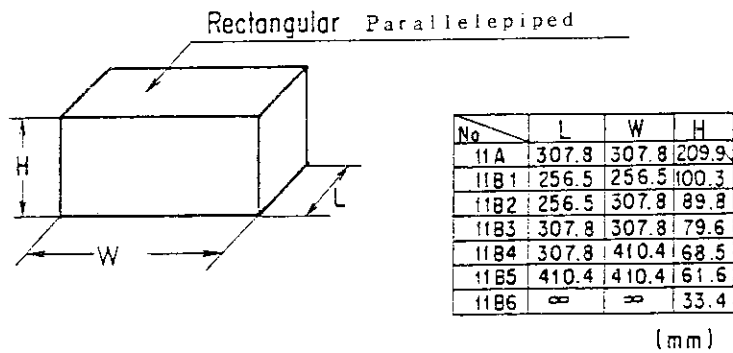 Rectangular Parallelepiped
H
L
W
No L W H
11A 307.8 307.8 209.9
11B1 256.5 256.5 100.3
11B2 256.5 307.8 89.8
11B3 307.8 307.8 79.6
11B4 307.8 410.4 68.5
11B5 410.4 410.4 61.6
11B6 ∞ ∞ 33.4
(mm)